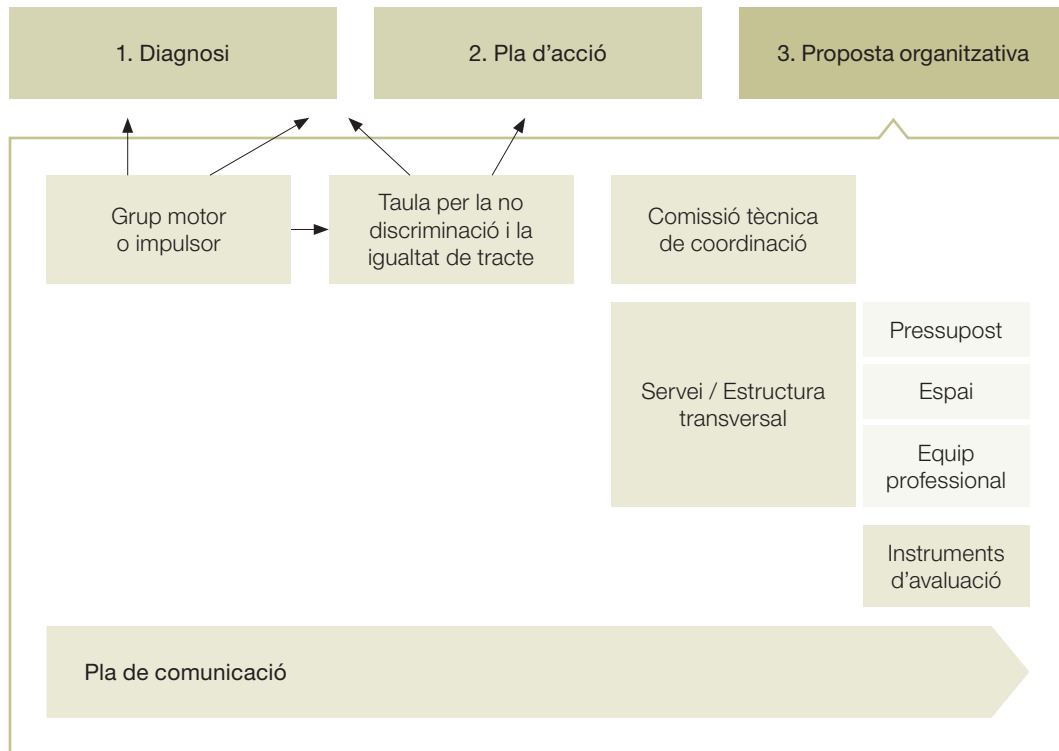 1. Diagnosi
2. Pla d’acció
3. Proposta organitzativa
Grup motor
o impulsor
Taula per la no
discriminació i la
igualtat de tracte
Comissió tècnica
de coordinació
Servei / Estructura
transversal
Pressupost
Espai
Equip
professional
Instruments
d’avaluació
Pla de comunicació